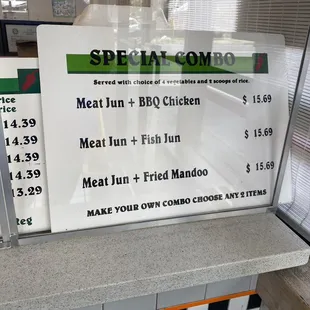 SPECIAL COMBO
Served with choice of 4 vegetables and 2 scoops of rice.
Meat Jun + BBQ Chicken $ 15.69
Meat Jun + Fish Jun $ 15.69
Meat Jun + Fried Mandoo $ 15.69
MAKE YOUR OWN COMBO CHOOSE ANY 2 ITEMS
rice Price
14.39
14.39
14.39
14.39
13.29
Reg